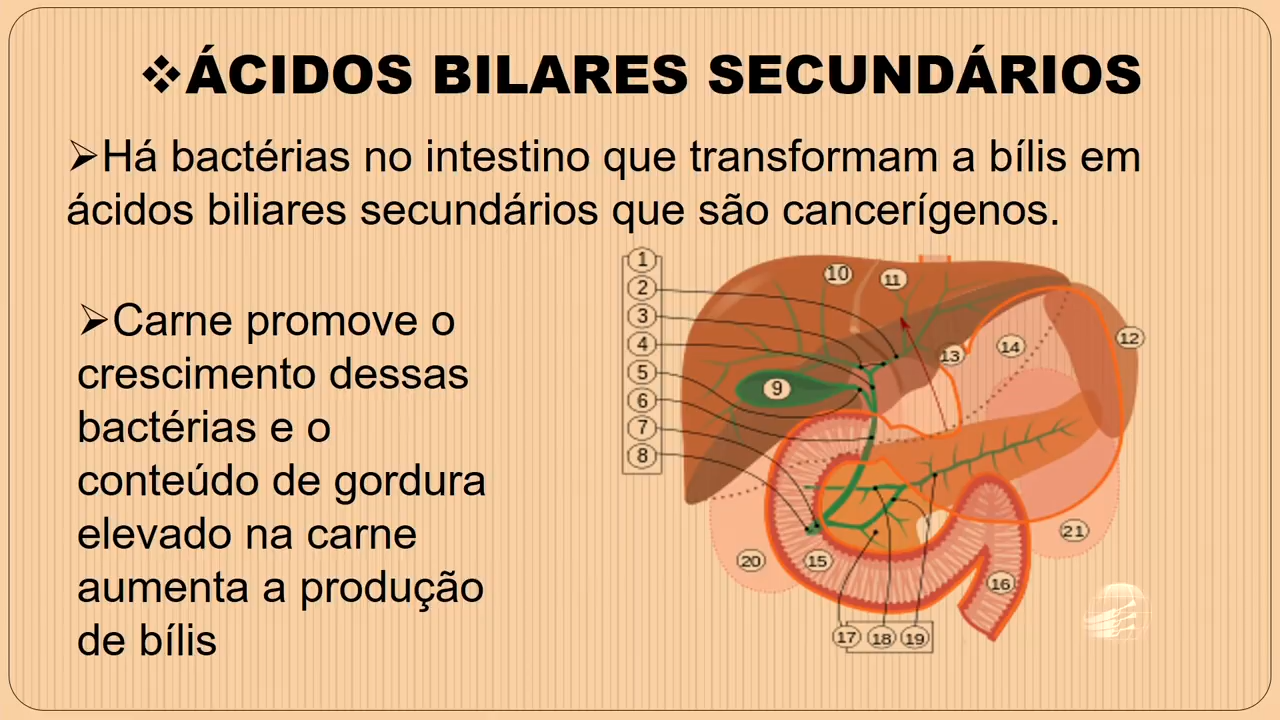 ❖ÁCIDOS BILARES SECUNDÁRIOS
➢Há bactérias no intestino que transformam a bílis em
ácidos biliares secundários que são cancerígenos.
➢Carne promove o
crescimento dessas
bactérias e o
conteúdo de gordura
elevado na carne
aumenta a produção
de bílis
1
2
3
4
5
6
7
8
9
10
11
12
13
14
15
16
17 18 19
20
21